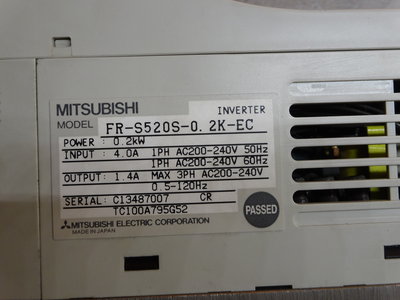 MITSUBISHI INVERTER
MODEL FR-S520S-0.2K-EC
POWER : 0.2kW
INPUT : 4.0A 1PH AC200-240V 50Hz
1PH AC200-240V 60Hz
OUTPUT: 1.4A MAX 3PH AC200-240V
0.5-120Hz
SERIAL: C13487007 CR
TC100A795G52
PASSED
MITSUBISHI ELECTRIC CORPORATION
MADE IN JAPAN